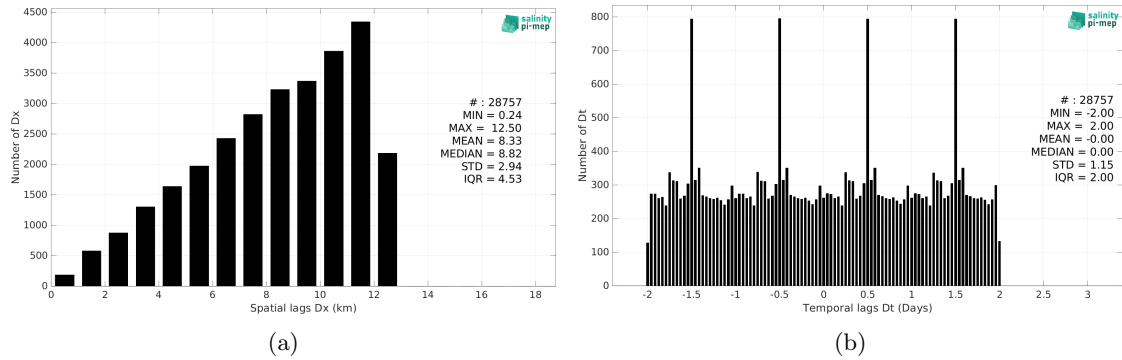 salinity
pi-mep
4500
4000
3500
3000
2500
2000
1500
1000
500
0
Number of Dx
# : 28757
MIN = 0.24
MAX = 12.50
MEAN = 8.33
MEDIAN = 8.82
STD = 2.94
IQR = 4.53
0 2 4 6 8 10 12 14 16 18
Spatial lags Dx (km)
(a)
salinity
pi-mep
800
700
600
500
400
300
200
100
0
Number of Dt
# : 28757
MIN = -2.00
MAX = 2.00
MEAN = -0.00
MEDIAN = 0.00
STD = 1.15
IQR = 2.00
-2 -1.5 -1 -0.5 0 0.5 1 1.5 2 2.5 3
Temporal lags Dt (Days)
(b)